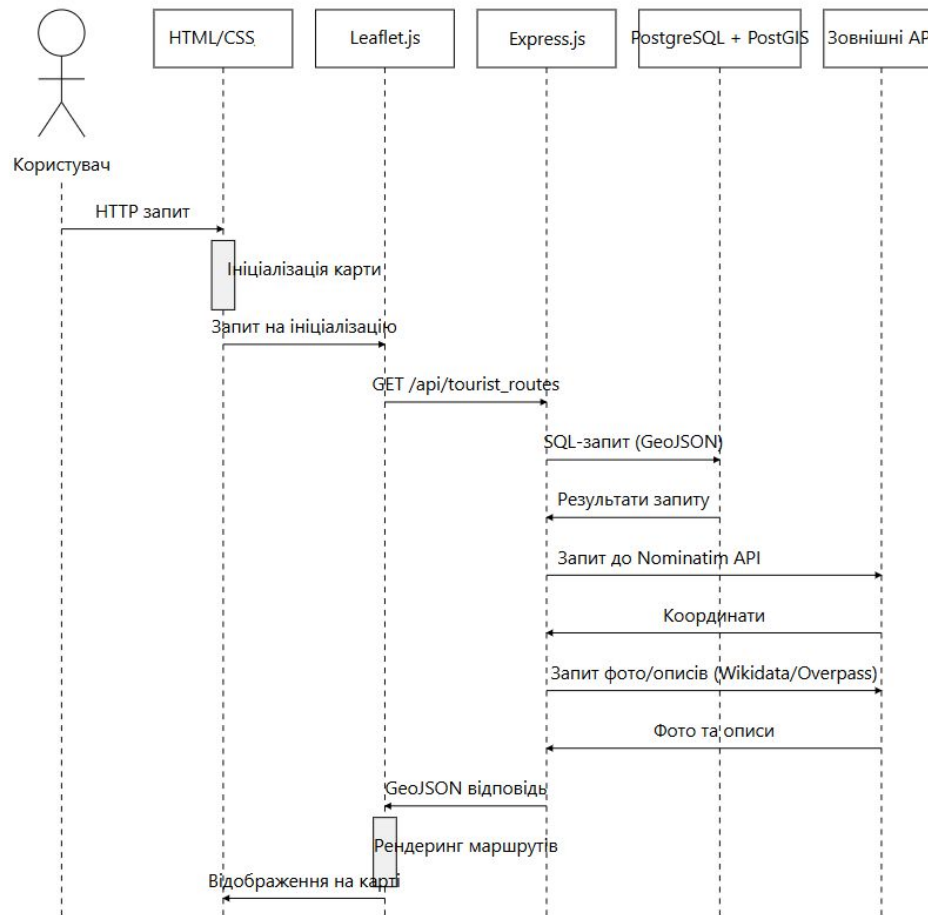 HTML/CSS
Leaflet.js
Express.js
PostgreSQL + PostGIS
Зовнішні АР
Користувач
HTTP запит
Ініціалізація карти
Запит на ініціалізацію
GET /api/tourist_routes
SQL-запит (GeoJSON)
Результати запиту
Запит до Nominatim API
Координати
Запит фото/описів (Wikidata/Overpass)
Фото та описи
GeoJSON відповідь
Рендеринг маршрутів
Відображення на карті